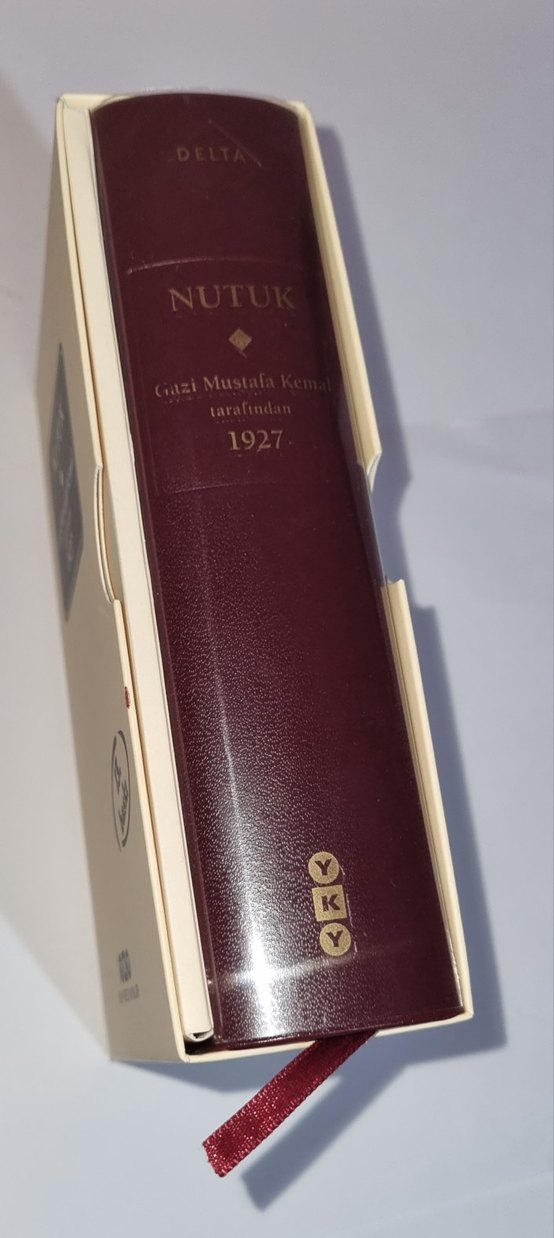 DELTA
NUTUK
Gazi Mustafa Kemal
tarafından
1927
Y
K
Y